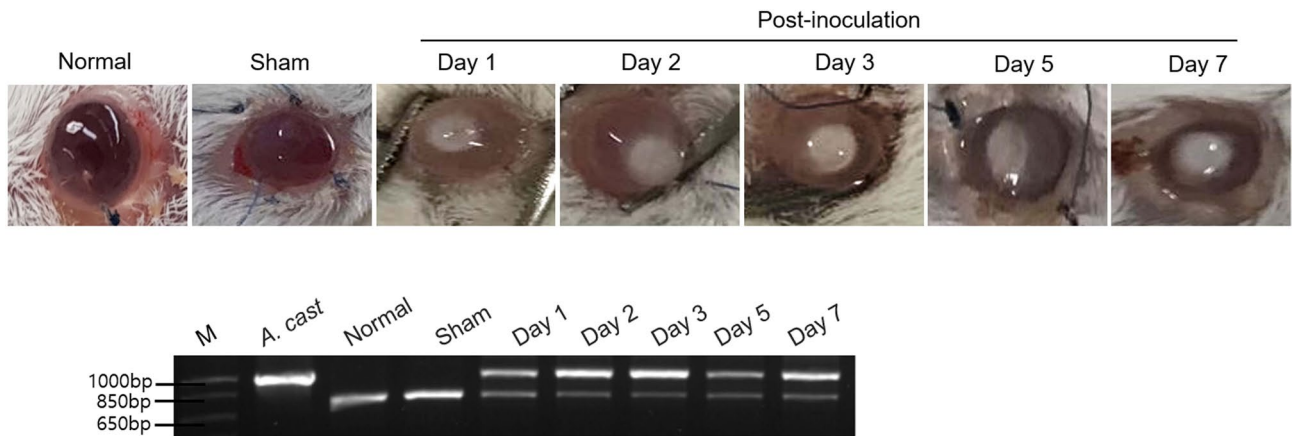 Post-inoculation
Normal Sham Day 1 Day 2 Day 3 Day 5 Day 7
M A. cast Normal Sham Day 1 Day 2 Day 3 Day 5 Day 7
1000bp
850bp
650bp